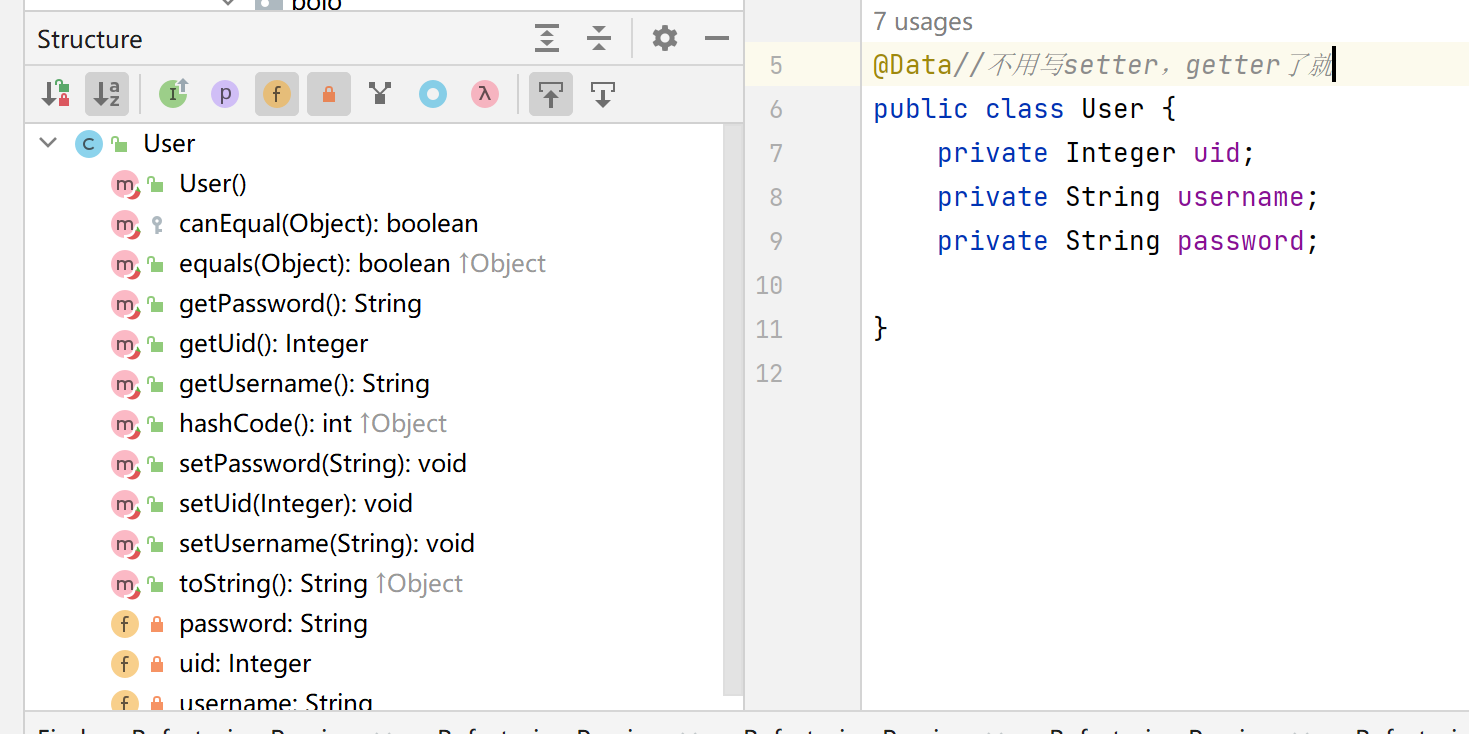 bolo
Structure
User
User()
canEqual(Object): boolean
equals(Object): boolean ↑Object
getPassword(): String
getUid(): Integer
getUsername(): String
hashCode(): int ↑Object
setPassword(String): void
setUid(Integer): void
setUsername(String): void
toString(): String ↑Object
password: String
uid: Integer
username: String
7 usages
5 @Data//不用写setter，getter了就
6 public class User {
7 private Integer uid;
8 private String username;
9 private String password;
10
11 }
12